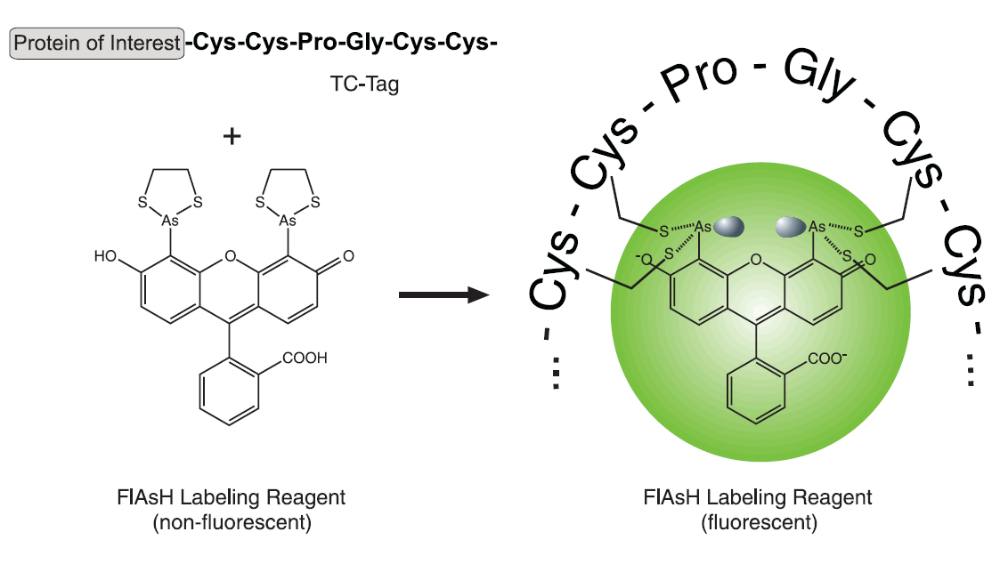 Protein of Interest-Cys-Cys-Pro-Gly-Cys-Cys-
TC-Tag
+
S S S S
As As
HO O O
COOH
FlAsH Labeling Reagent
(non-fluorescent)
... - Cys - Cys - Pro - Gly - Cys - Cys - ...
S As As S
S S
-O O O
COO-
FlAsH Labeling Reagent
(fluorescent)